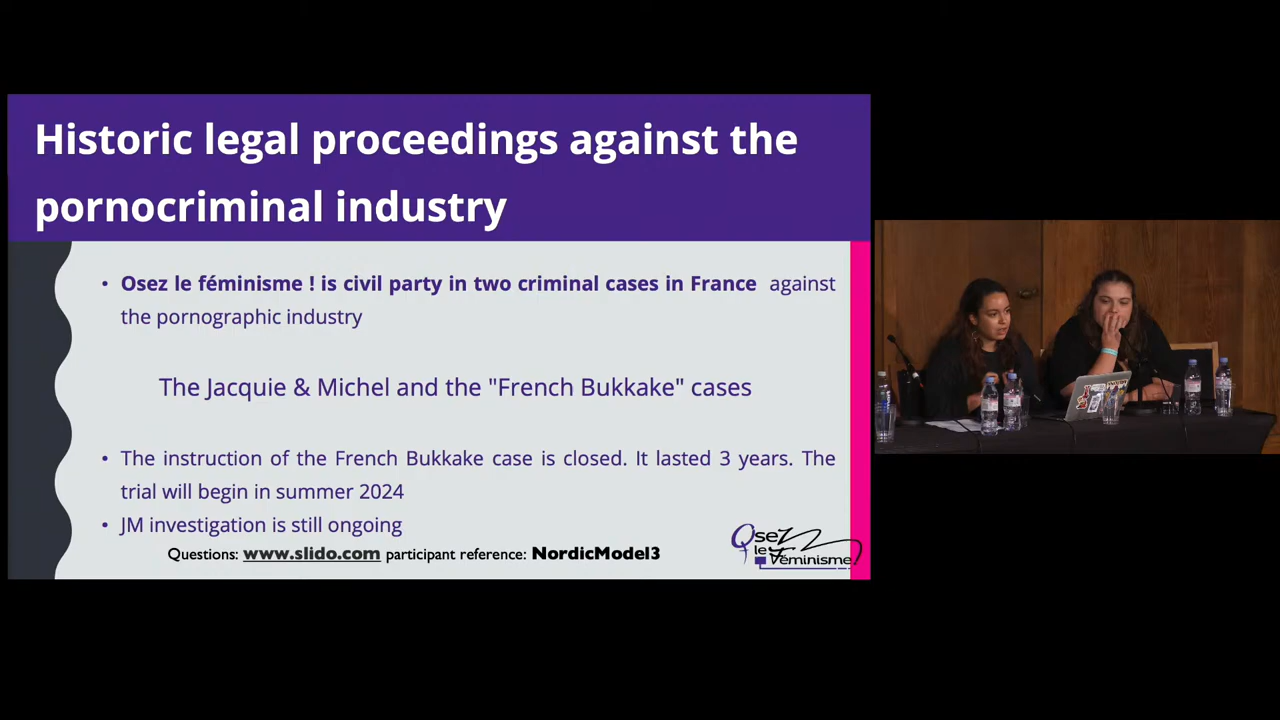 Historic legal proceedings against the
pornocriminal industry
• Osez le féminisme ! is civil party in two criminal cases in France against
the pornographic industry
The Jacquie & Michel and the "French Bukkake" cases
• The instruction of the French Bukkake case is closed. It lasted 3 years. The
trial will begin in summer 2024
• JM investigation is still ongoing
Questions: www.slido.com participant reference: NordicModel3
Osez
le
Féminisme